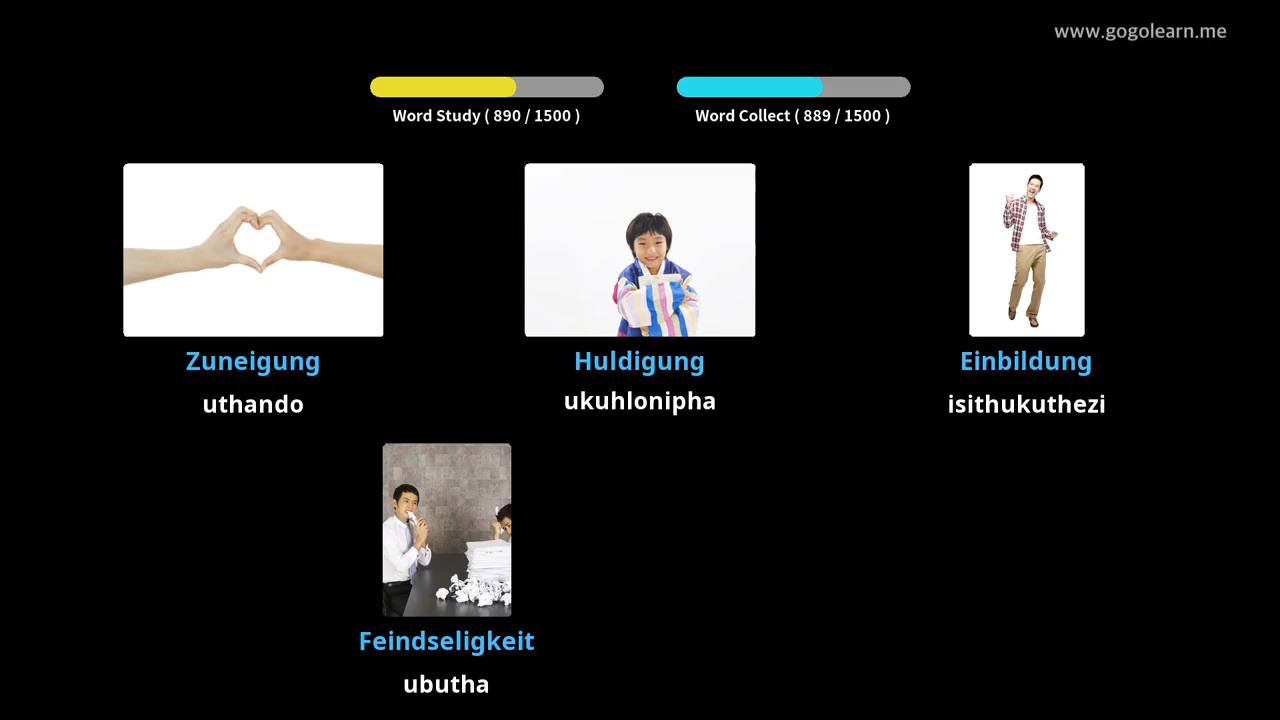 www.gogolearn.me
Word Study ( 890 / 1500 )
Word Collect ( 889 / 1500 )
Zuneigung
uthando
Huldigung
ukuhlonipha
Einbildung
isithukuthezi
Feindseligkeit
ubutha